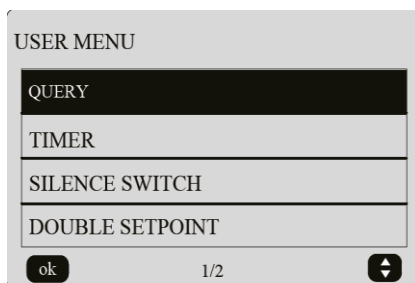 USER MENU
QUERY
TIMER
SILENCE SWITCH
DOUBLE SETPOINT
ok 1/2